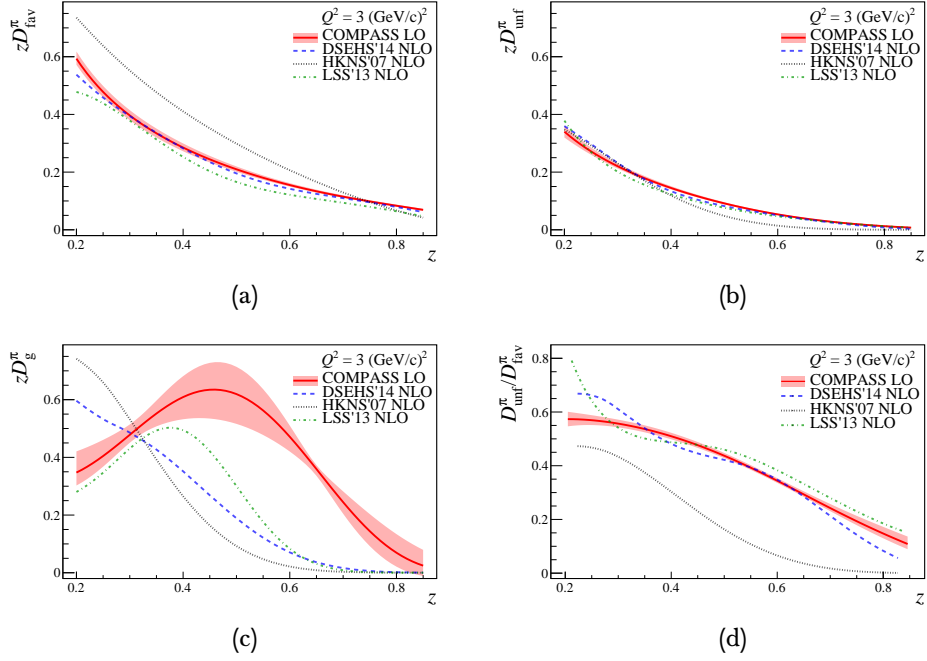 zD^π_fav
Q² = 3 (GeV/c)²
COMPASS LO
DSEHS'14 NLO
HKNS'07 NLO
LSS'13 NLO
0.6
0.4
0.2
0
0.2 0.4 0.6 0.8
z
(a)
zD^π_unf
Q² = 3 (GeV/c)²
COMPASS LO
DSEHS'14 NLO
HKNS'07 NLO
LSS'13 NLO
0.6
0.4
0.2
0
0.2 0.4 0.6 0.8
z
(b)
zD^π_g
Q² = 3 (GeV/c)²
COMPASS LO
DSEHS'14 NLO
HKNS'07 NLO
LSS'13 NLO
0.6
0.4
0.2
0
0.2 0.4 0.6 0.8
z
(c)
D^π_unf/D^π_fav
Q² = 3 (GeV/c)²
COMPASS LO
DSEHS'14 NLO
HKNS'07 NLO
LSS'13 NLO
0.8
0.6
0.4
0.2
0
0.2 0.4 0.6 0.8
z
(d)